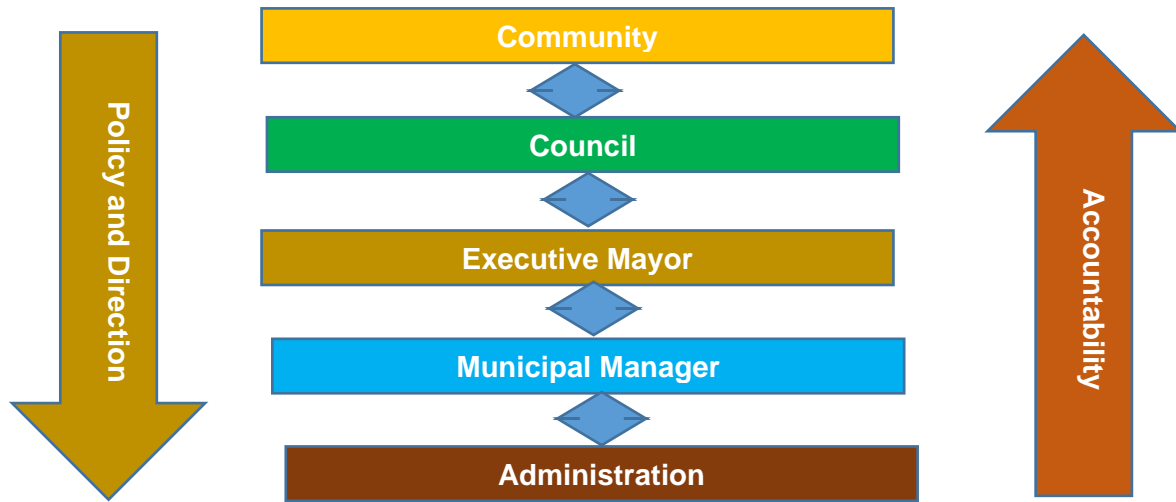 Community
Council
Executive Mayor
Municipal Manager
Administration
Policy and Direction
Accountability